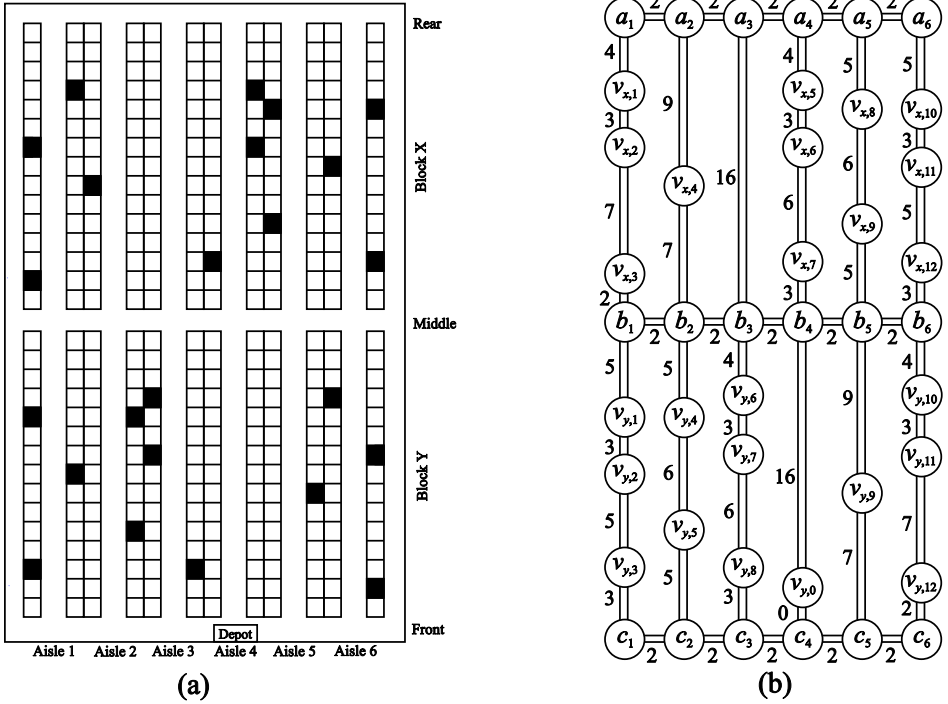 Rear
Block X
Middle
Block Y
Front
Depot
Aisle 1 Aisle 2 Aisle 3 Aisle 4 Aisle 5 Aisle 6
(a)
2 2 2 2 2
a1 a2 a3 a4 a5 a6
4 9 16 4 5 5
vx,1 vx,5 vx,8 vx,10
3 3 3
vx,2 vx,4 vx,6 vx,11
7 7 6 6 5
vx,3 vx,7 vx,9 vx,12
2 3 5 3
b1 b2 b3 b4 b5 b6
2 2 2 2 2
5 5 4 16 9 4
vy,1 vy,4 vy,6 vy,10
3 3 3
vy,2 vy,7 vy,9 vy,11
5 6 6 7 7
vy,3 vy,5 vy,8 vy,0 vy,12
3 5 3 0 2
c1 c2 c3 c4 c5 c6
2 2 2 2 2
(b)